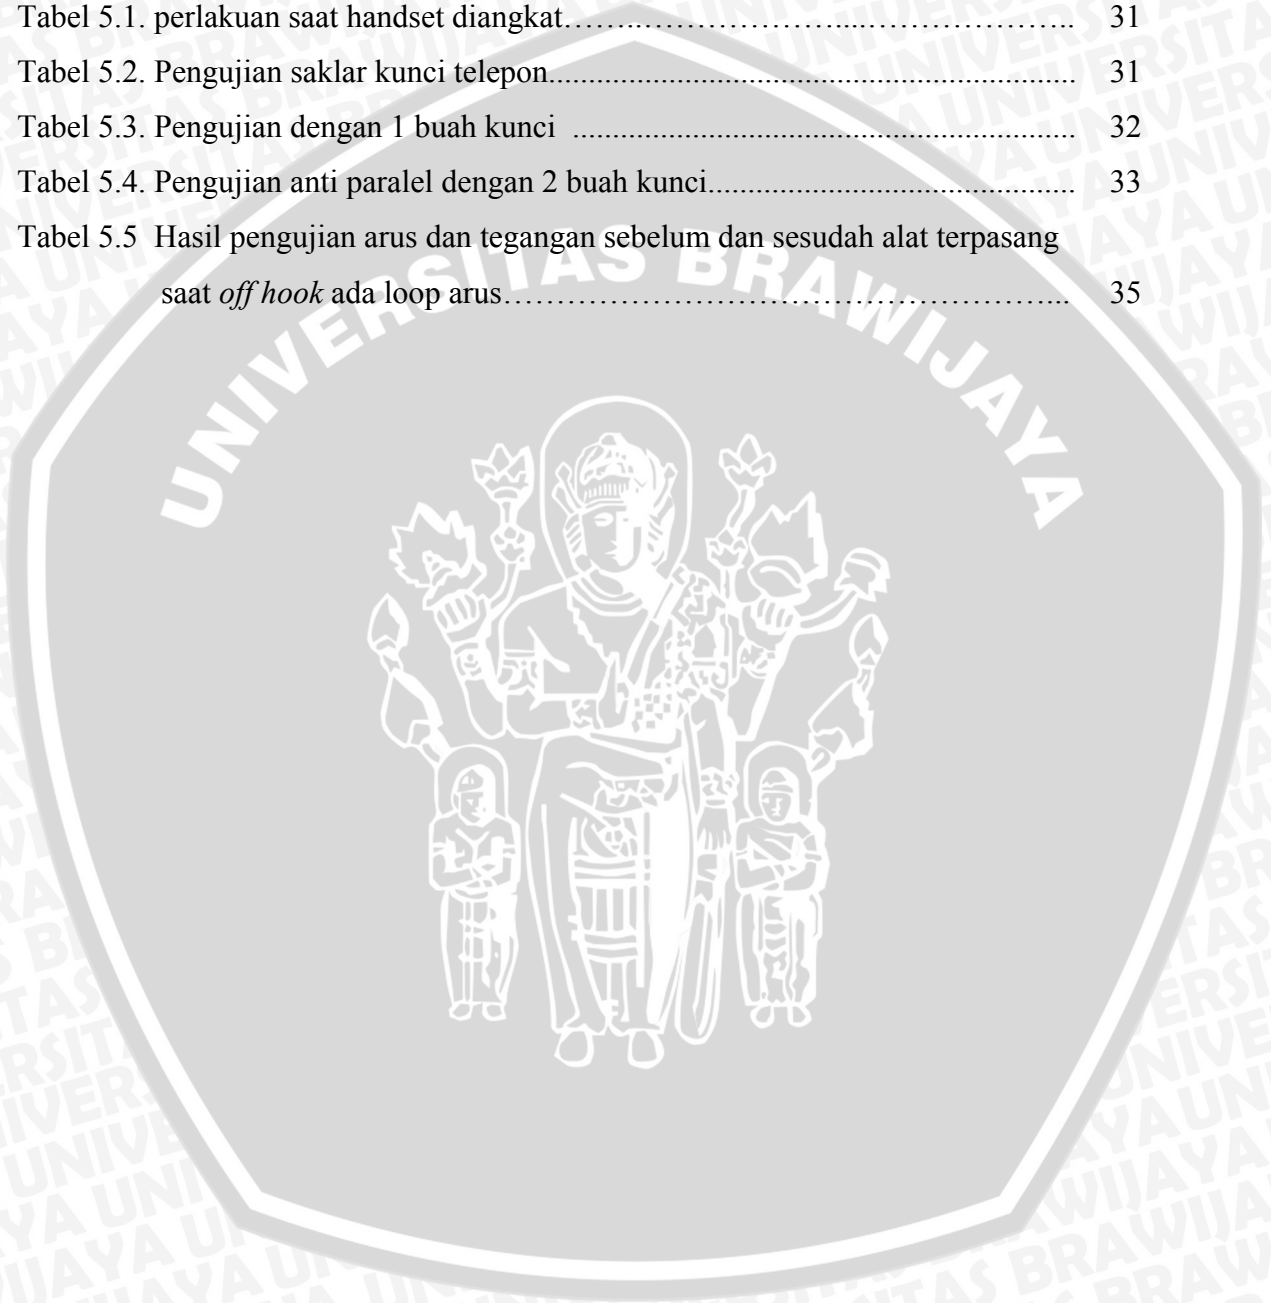 Tabel 5.1. perlakuan saat handset diangkat……..…………………...………………….. 31
Tabel 5.2. Pengujian saklar kunci telepon.................................................................. 31
Tabel 5.3. Pengujian dengan 1 buah kunci ............................................................... 32
Tabel 5.4. Pengujian anti paralel dengan 2 buah kunci.............................................. 33
Tabel 5.5 Hasil pengujian arus dan tegangan sebelum dan sesudah alat terpasang
saat off hook ada loop arus………………………………………………... 35
UNIVERSITAS BRAWIJAYA